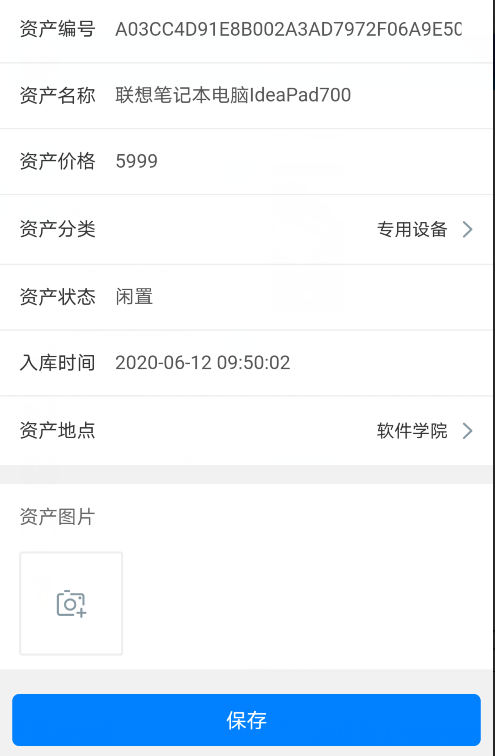 资产编号 A03CC4D91E8B002A3AD7972F06A9E50
资产名称 联想笔记本电脑IdeaPad700
资产价格 5999
资产分类 专用设备
资产状态 闲置
入库时间 2020-06-12 09:50:02
资产地点 软件学院
资产图片
保存